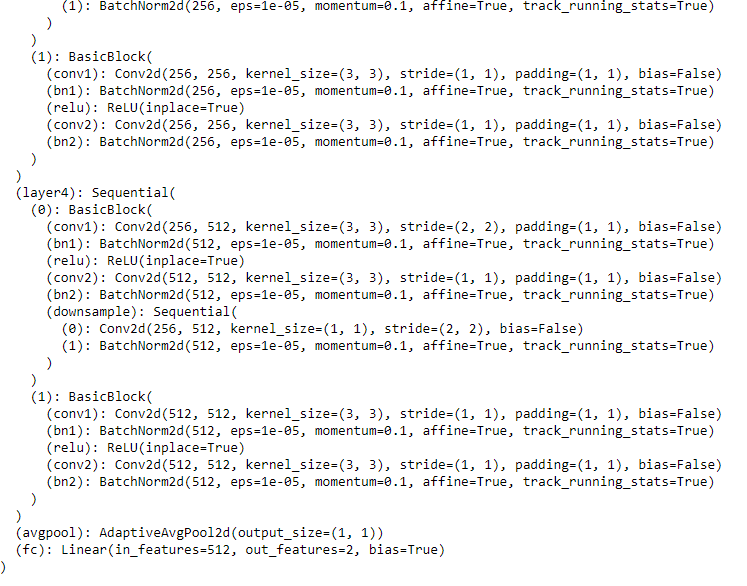 (1): BatchNorm2d(256, eps=1e-05, momentum=0.1, affine=True, track_running_stats=True)
      )
    )
    (1): BasicBlock(
      (conv1): Conv2d(256, 256, kernel_size=(3, 3), stride=(1, 1), padding=(1, 1), bias=False)
      (bn1): BatchNorm2d(256, eps=1e-05, momentum=0.1, affine=True, track_running_stats=True)
      (relu): ReLU(inplace=True)
      (conv2): Conv2d(256, 256, kernel_size=(3, 3), stride=(1, 1), padding=(1, 1), bias=False)
      (bn2): BatchNorm2d(256, eps=1e-05, momentum=0.1, affine=True, track_running_stats=True)
    )
  )
  (layer4): Sequential(
    (0): BasicBlock(
      (conv1): Conv2d(256, 512, kernel_size=(3, 3), stride=(2, 2), padding=(1, 1), bias=False)
      (bn1): BatchNorm2d(512, eps=1e-05, momentum=0.1, affine=True, track_running_stats=True)
      (relu): ReLU(inplace=True)
      (conv2): Conv2d(512, 512, kernel_size=(3, 3), stride=(1, 1), padding=(1, 1), bias=False)
      (bn2): BatchNorm2d(512, eps=1e-05, momentum=0.1, affine=True, track_running_stats=True)
      (downsample): Sequential(
        (0): Conv2d(256, 512, kernel_size=(1, 1), stride=(2, 2), bias=False)
        (1): BatchNorm2d(512, eps=1e-05, momentum=0.1, affine=True, track_running_stats=True)
      )
    )
    (1): BasicBlock(
      (conv1): Conv2d(512, 512, kernel_size=(3, 3), stride=(1, 1), padding=(1, 1), bias=False)
      (bn1): BatchNorm2d(512, eps=1e-05, momentum=0.1, affine=True, track_running_stats=True)
      (relu): ReLU(inplace=True)
      (conv2): Conv2d(512, 512, kernel_size=(3, 3), stride=(1, 1), padding=(1, 1), bias=False)
      (bn2): BatchNorm2d(512, eps=1e-05, momentum=0.1, affine=True, track_running_stats=True)
    )
  )
  (avgpool): AdaptiveAvgPool2d(output_size=(1, 1))
  (fc): Linear(in_features=512, out_features=2, bias=True)
)